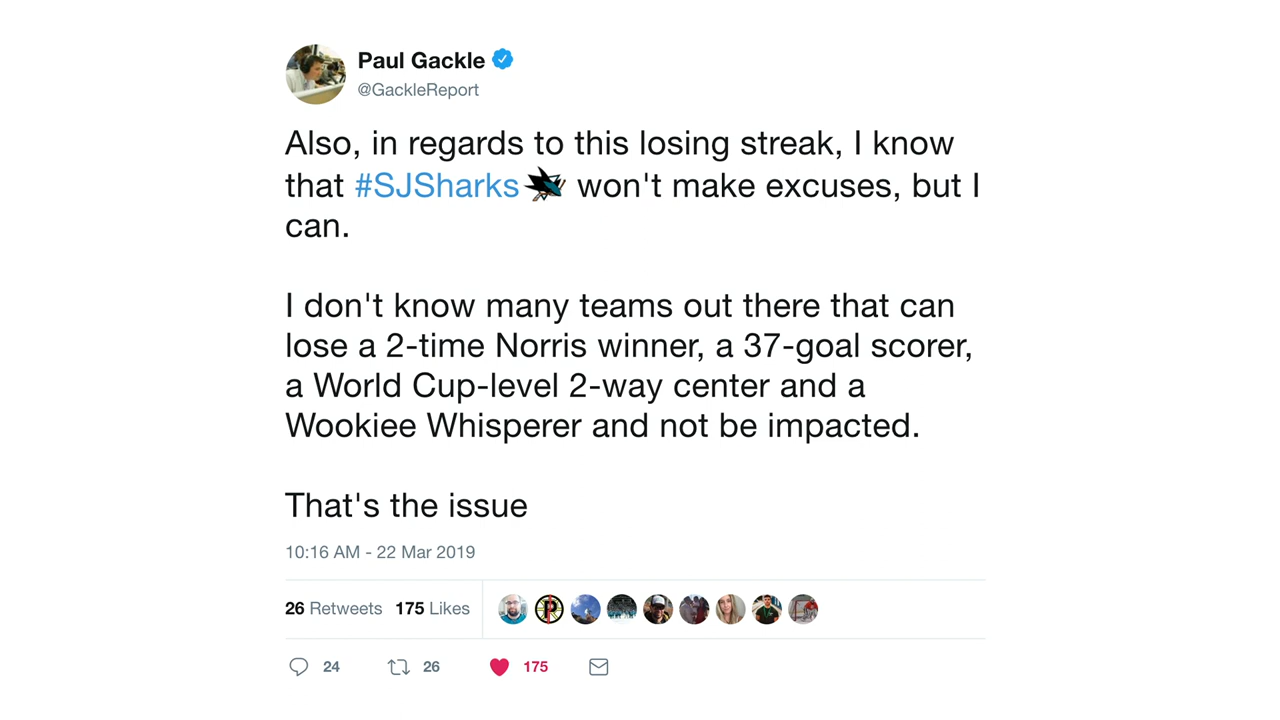 Paul Gackle
@GackleReport
Also, in regards to this losing streak, I know
that #SJSharks won't make excuses, but I
can.
I don't know many teams out there that can
lose a 2-time Norris winner, a 37-goal scorer,
a World Cup-level 2-way center and a
Wookiee Whisperer and not be impacted.
That's the issue
10:16 AM - 22 Mar 2019
26 Retweets 175 Likes
24 26 175